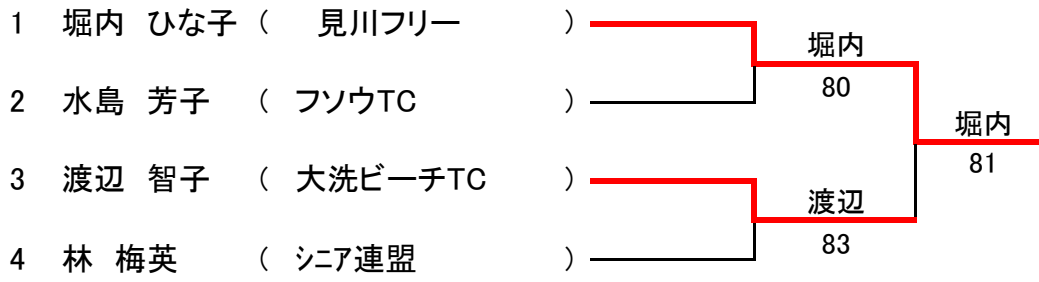 1 堀内 ひな子 ( 見川フリー )
堀内
80
2 水島 芳子 ( フソウTC )
堀内
81
3 渡辺 智子 ( 大洗ビーチTC )
渡辺
83
4 林 梅英 ( シニア連盟 )